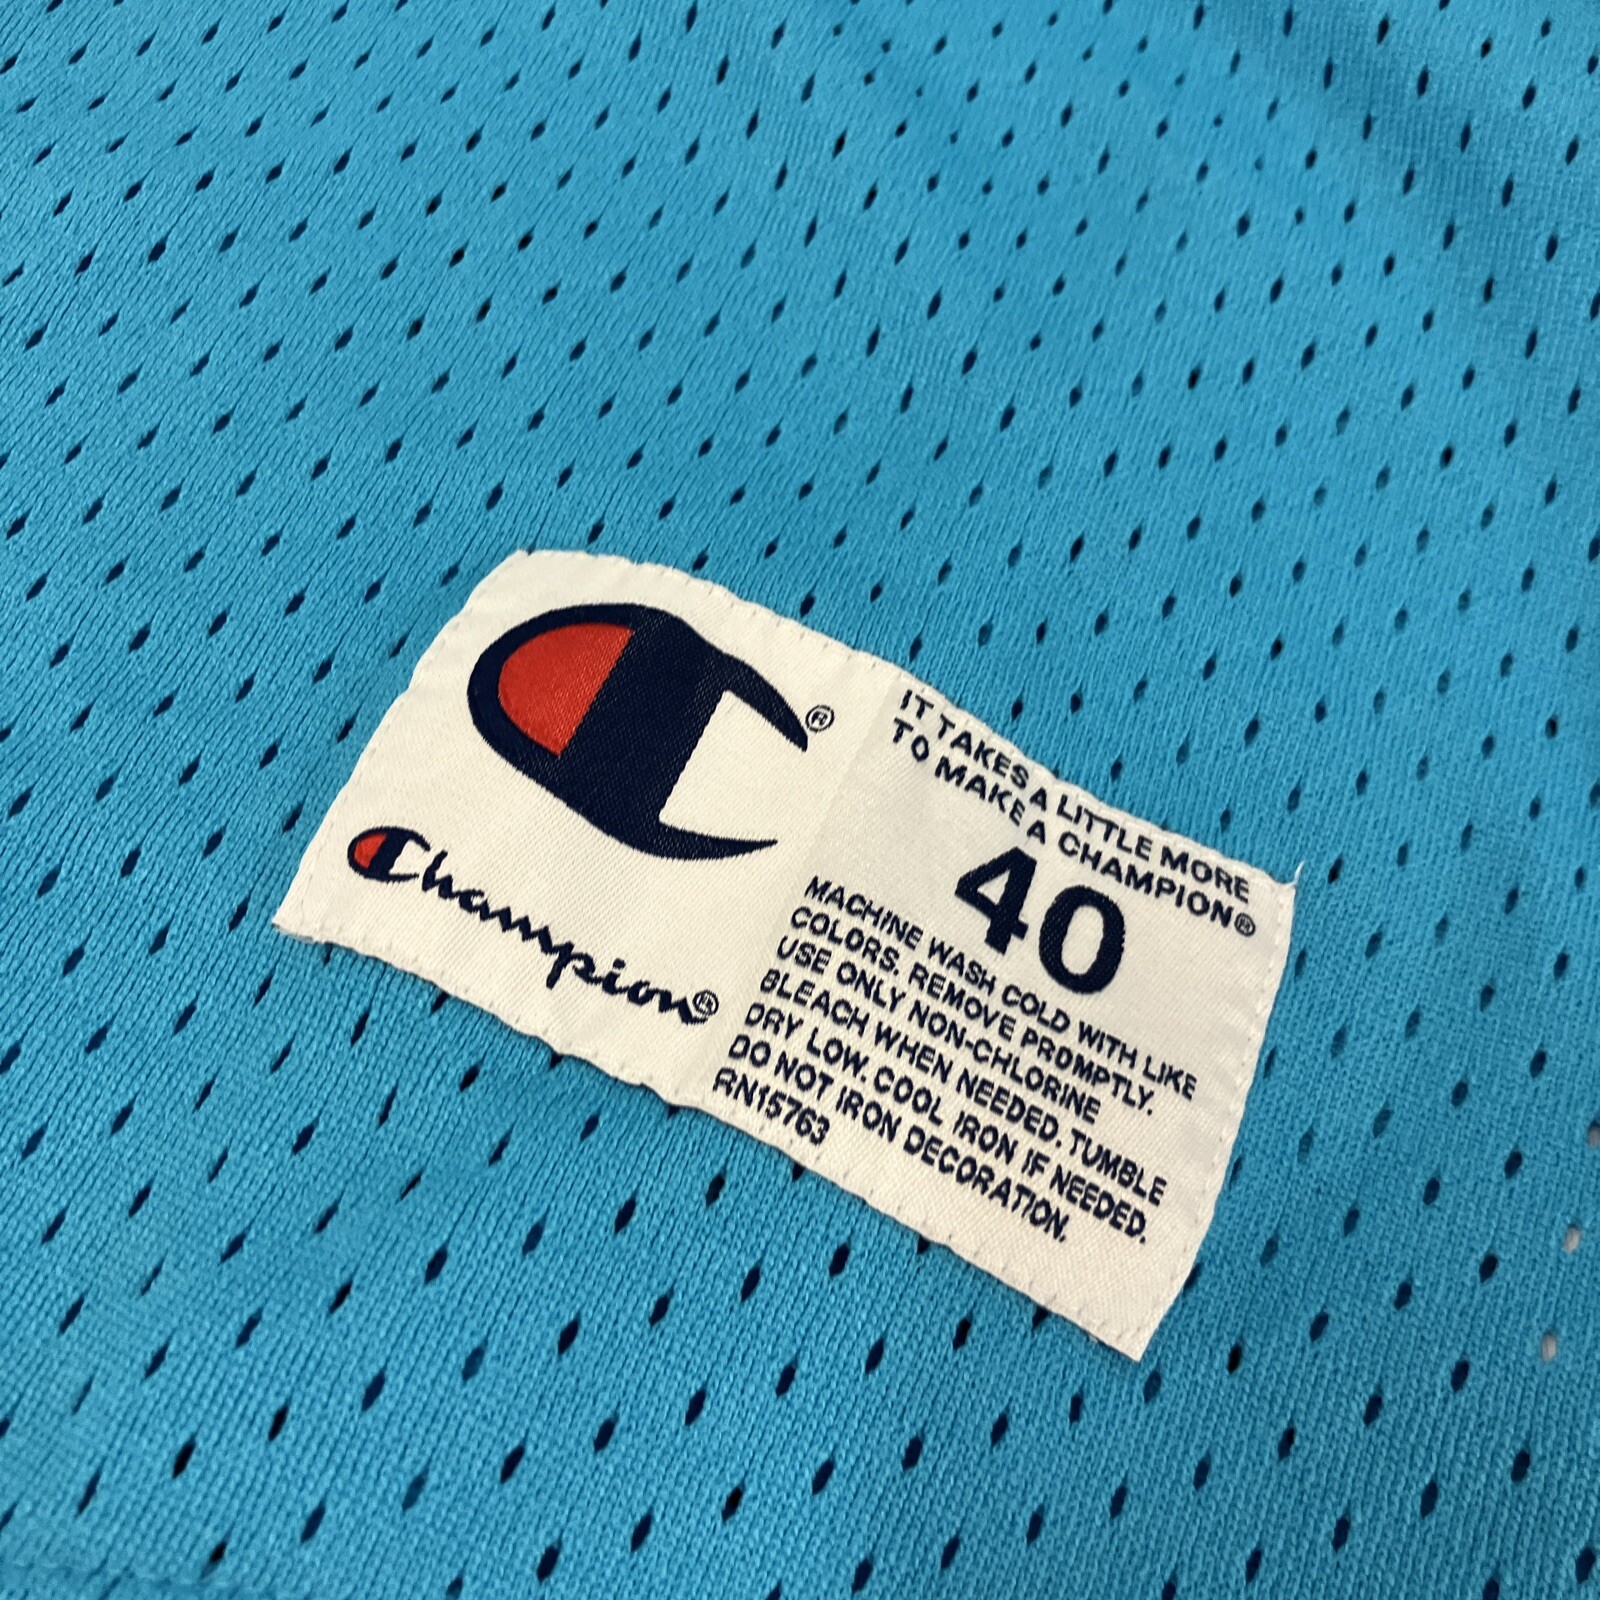 C®
Champion®
IT TAKES A LITTLE MORE
TO MAKE A CHAMPION®
40
MACHINE WASH COLD WITH LIKE
COLORS. REMOVE PROMPTLY.
USE ONLY NON-CHLORINE
BLEACH WHEN NEEDED. TUMBLE
DRY LOW. COOL IRON IF NEEDED.
DO NOT IRON DECORATION.
RN15763